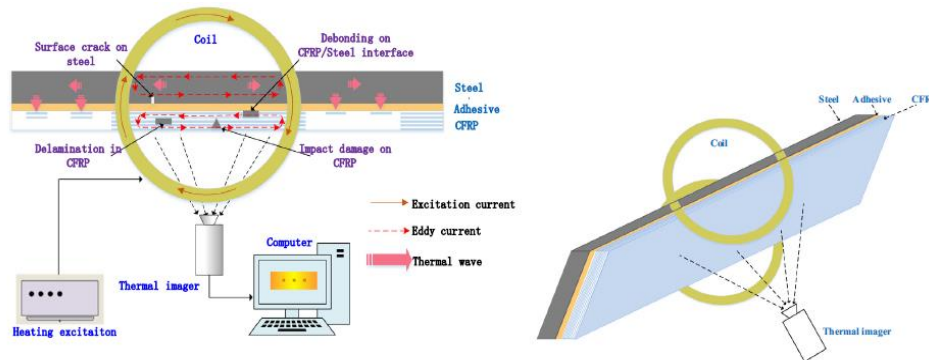 Coil
Surface crack on
steel
Debonding on
CFRP/Steel interface
Steel
Adhesive
CFRP
Delamination in
CFRP
Impact damage on
CFRP
Excitation current
Eddy current
Thermal wave
Computer
Thermal imager
Heating excitaiton
Steel
Adhesive
CFRP
Coil
Thermal imager